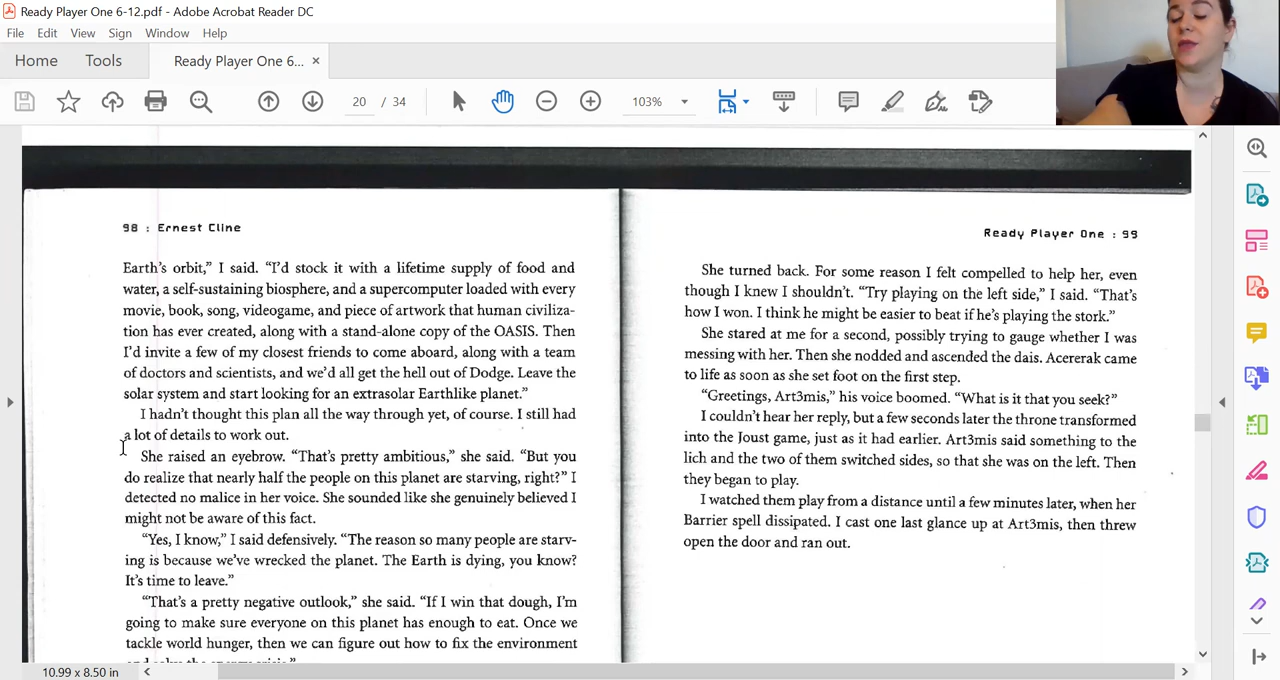 Ready Player One 6-12.pdf - Adobe Acrobat Reader DC
File Edit View Sign Window Help
Home Tools Ready Player One 6... ×
20 / 34 103%
98 : Ernest Cline
Earth's orbit,” I said. “I'd stock it with a lifetime supply of food and
water, a self-sustaining biosphere, and a supercomputer loaded with every
movie, book, song, videogame, and piece of artwork that human civiliza-
tion has ever created, along with a stand-alone copy of the OASIS. Then
I'd invite a few of my closest friends to come aboard, along with a team
of doctors and scientists, and we'd all get the hell out of Dodge. Leave the
solar system and start looking for an extrasolar Earthlike planet.”
I hadn't thought this plan all the way through yet, of course. I still had
a lot of details to work out.
She raised an eyebrow. “That's pretty ambitious,” she said. “But you
do realize that nearly half the people on this planet are starving, right?” I
detected no malice in her voice. She sounded like she genuinely believed I
might not be aware of this fact.
“Yes, I know,” I said defensively. “The reason so many people are starv-
ing is because we've wrecked the planet. The Earth is dying, you know?
It's time to leave.”
“That's a pretty negative outlook,” she said. “If I win that dough, I'm
going to make sure everyone on this planet has enough to eat. Once we
tackle world hunger, then we can figure out how to fix the environment
Ready Player One : 99
She turned back. For some reason I felt compelled to help her, even
though I knew I shouldn't. “Try playing on the left side,” I said. “That's
how I won. I think he might be easier to beat if he's playing the stork.”
She stared at me for a second, possibly trying to gauge whether I was
messing with her. Then she nodded and ascended the dais. Acererak came
to life as soon as she set foot on the first step.
“Greetings, Art3mis,” his voice boomed. “What is it that you seek?”
I couldn't hear her reply, but a few seconds later the throne transformed
into the Joust game, just as it had earlier. Art3mis said something to the
lich and the two of them switched sides, so that she was on the left. Then
they began to play.
I watched them play from a distance until a few minutes later, when her
Barrier spell dissipated. I cast one last glance up at Art3mis, then threw
open the door and ran out.
10.99 x 8.50 in